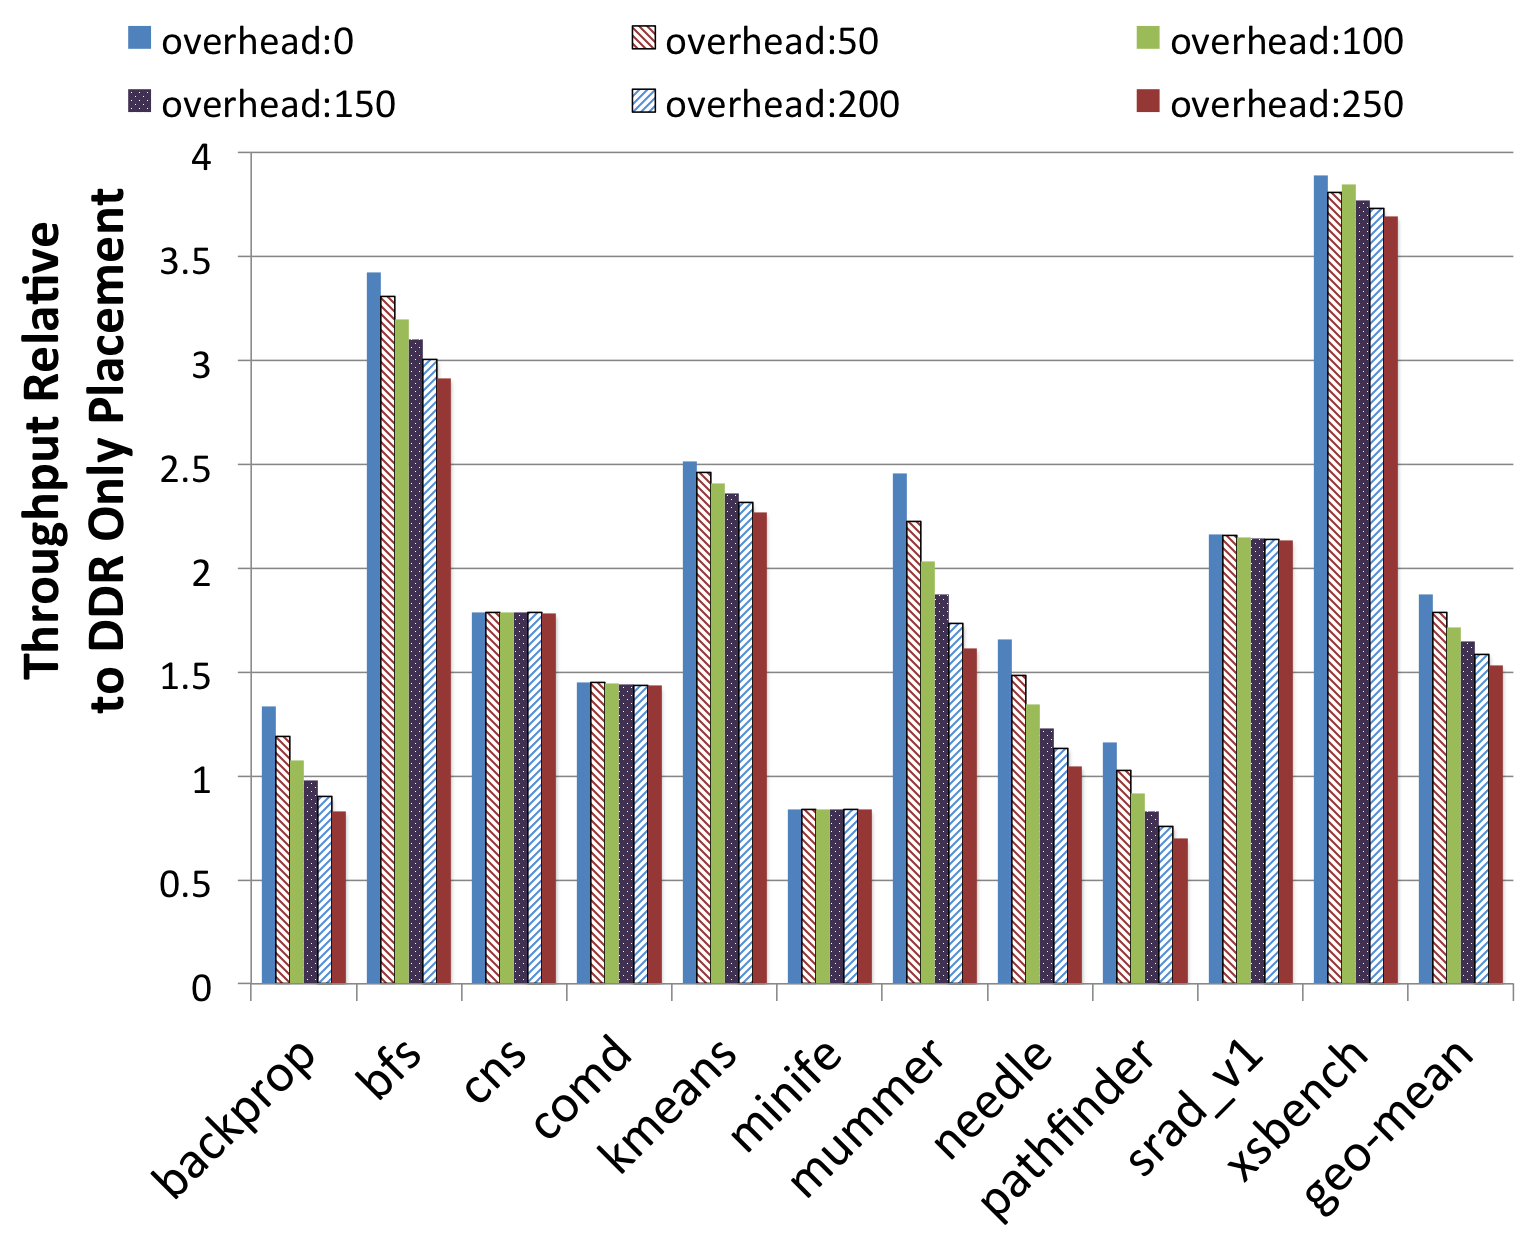 overhead:0 overhead:50 overhead:100
overhead:150 overhead:200 overhead:250
Throughput Relative
to DDR Only Placement
4
3.5
3
2.5
2
1.5
1
0.5
0
backprop
bfs
cns
comd
kmeans
minife
mummer
needle
pathfinder
srad_v1
xsbench
geo-mean